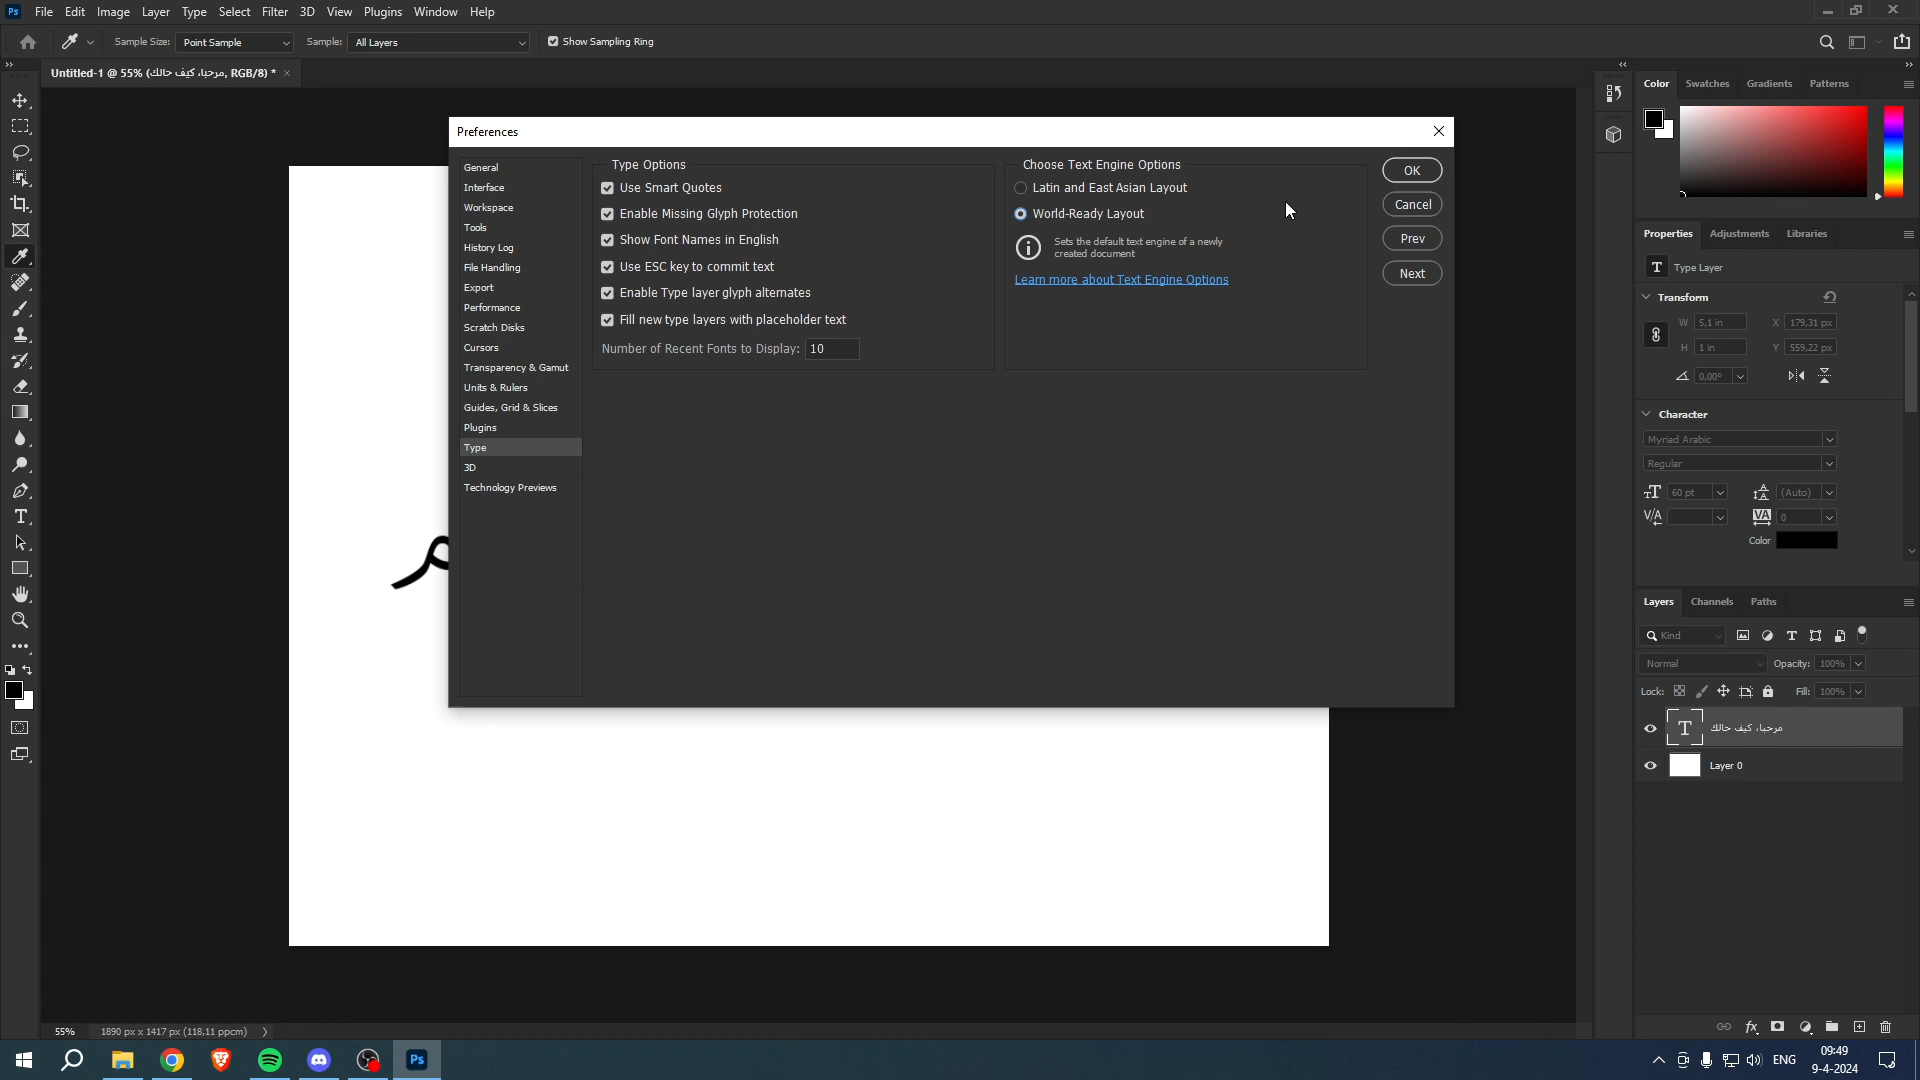 Ps File Edit Image Layer Type Select Filter 3D View Plugins Window Help
Sample Size: Point Sample Sample: All Layers Show Sampling Ring
Untitled-1 @ 55% (مرحبا، كيف حالك, RGB/8) * ×
Preferences
General
Interface
Workspace
Tools
History Log
File Handling
Export
Performance
Scratch Disks
Cursors
Transparency & Gamut
Units & Rulers
Guides, Grid & Slices
Plugins
Type
3D
Technology Previews
Type Options
Use Smart Quotes
Enable Missing Glyph Protection
Show Font Names in English
Use ESC key to commit text
Enable Type layer glyph alternates
Fill new type layers with placeholder text
Number of Recent Fonts to Display: 10
Choose Text Engine Options
Latin and East Asian Layout
World-Ready Layout
Sets the default text engine of a newly
created document
Learn more about Text Engine Options
OK
Cancel
Prev
Next
Color Swatches Gradients Patterns
Properties Adjustments Libraries
T Type Layer
Transform
W 5,1 in X 179,31 px
H 1 in Y 559,22 px
0,00°
Character
Myriad Arabic
Regular
60 pt (Auto)
0
Color
Layers Channels Paths
Kind
Normal Opacity: 100%
Lock: Fill: 100%
مرحبا، كيف حالك
Layer 0
55% 1890 px x 1417 px (118,11 ppcm)
Ps
ENG
09:49
9-4-2024